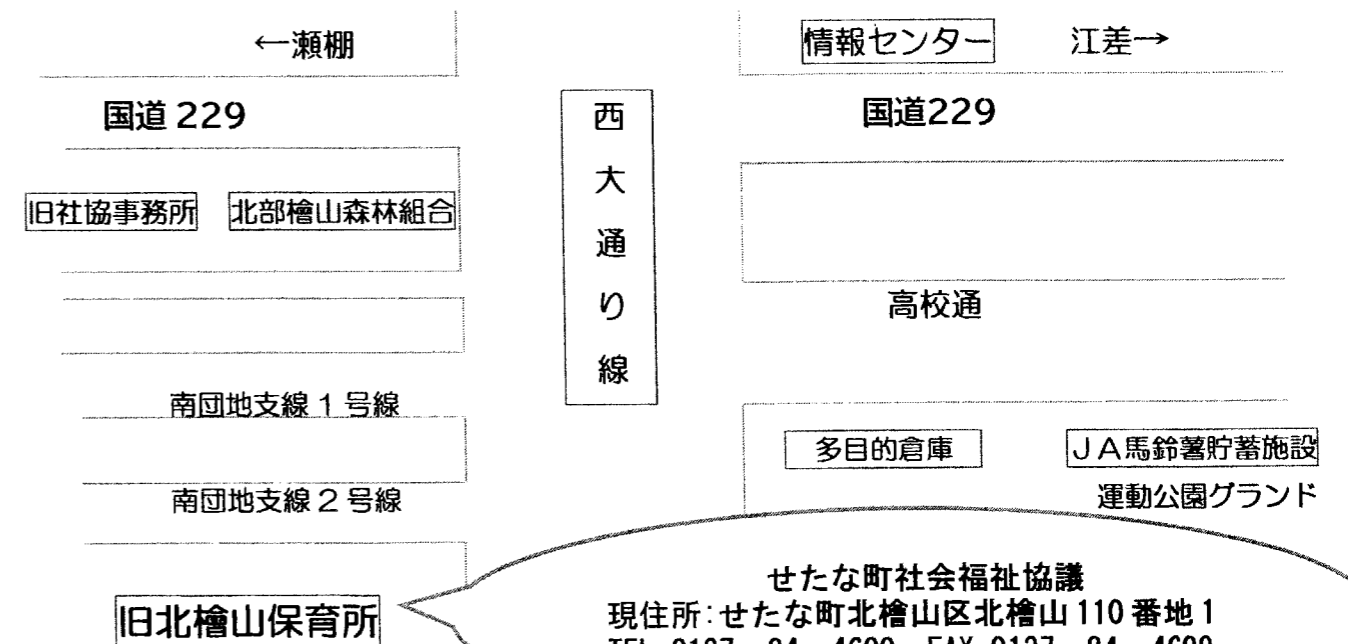 ←瀬棚
情報センター 江差→
国道229 国道229
西大通り線
旧社協事務所 北部檜山森林組合
高校通
南団地支線1号線
多目的倉庫 JA馬鈴薯貯蓄施設
南団地支線2号線 運動公園グランド
せたな町社会福祉協議
旧北檜山保育所 現住所:せたな町北檜山区北檜山110番地1